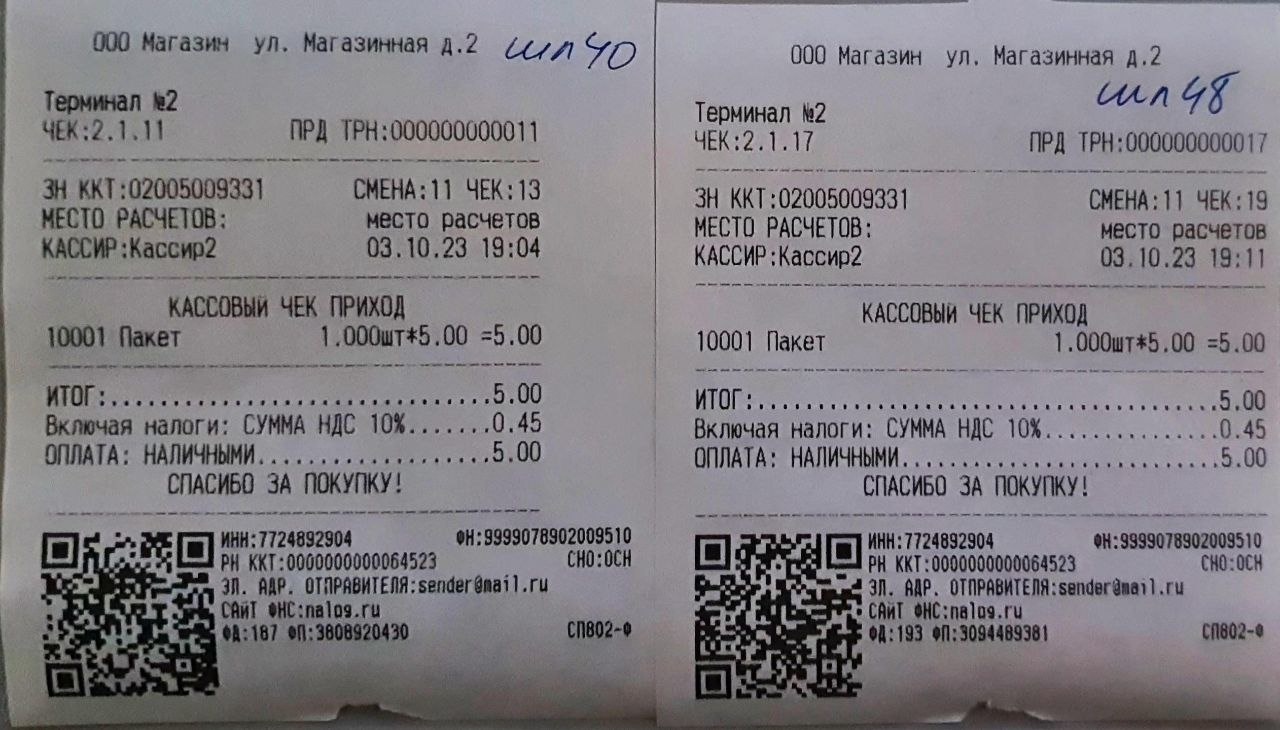 ООО Магазин ул. Магазинная д.2 шп 40
Терминал №2
ЧЕК:2.1.11 ПРД ТРН:000000000011
ЗН ККТ:02005009331 СМЕНА:11 ЧЕК:13
МЕСТО РАСЧЕТОВ: место расчетов
КАССИР:Кассир2 03.10.23 19:04
КАССОВЫЙ ЧЕК ПРИХОД
10001 Пакет 1.000шт*5.00 =5.00
ИТОГ:...............................5.00
Включая налоги: СУММА НДС 10%.......0.45
ОПЛАТА: НАЛИЧНЫМИ...................5.00
СПАСИБО ЗА ПОКУПКУ!
ИНН:7724892904 ФН:9999078902009510
РН ККТ:0000000000064523 СНО:ОСН
ЭЛ. АДР. ОТПРАВИТЕЛЯ:sender@mail.ru
САЙТ ФНС:nalog.ru
ФД:187 ФП:3808920430 СП802-Ф
ООО Магазин ул. Магазинная д.2
шп 48
Терминал №2
ЧЕК:2.1.17 ПРД ТРН:000000000017
ЗН ККТ:02005009331 СМЕНА:11 ЧЕК:19
МЕСТО РАСЧЕТОВ: место расчетов
КАССИР:Кассир2 03.10.23 19:11
КАССОВЫЙ ЧЕК ПРИХОД
10001 Пакет 1.000шт*5.00 =5.00
ИТОГ:......................................5.00
Включая налоги: СУММА НДС 10%..............0.45
ОПЛАТА: НАЛИЧНЫМИ..........................5.00
СПАСИБО ЗА ПОКУПКУ!
ИНН:7724892904 ФН:9999078902009510
РН ККТ:0000000000064523 СНО:ОСН
ЭЛ. АДР. ОТПРАВИТЕЛЯ:sender@mail.ru
САЙТ ФНС:nalog.ru
ФД:193 ФП:3094489381 СП802-Ф